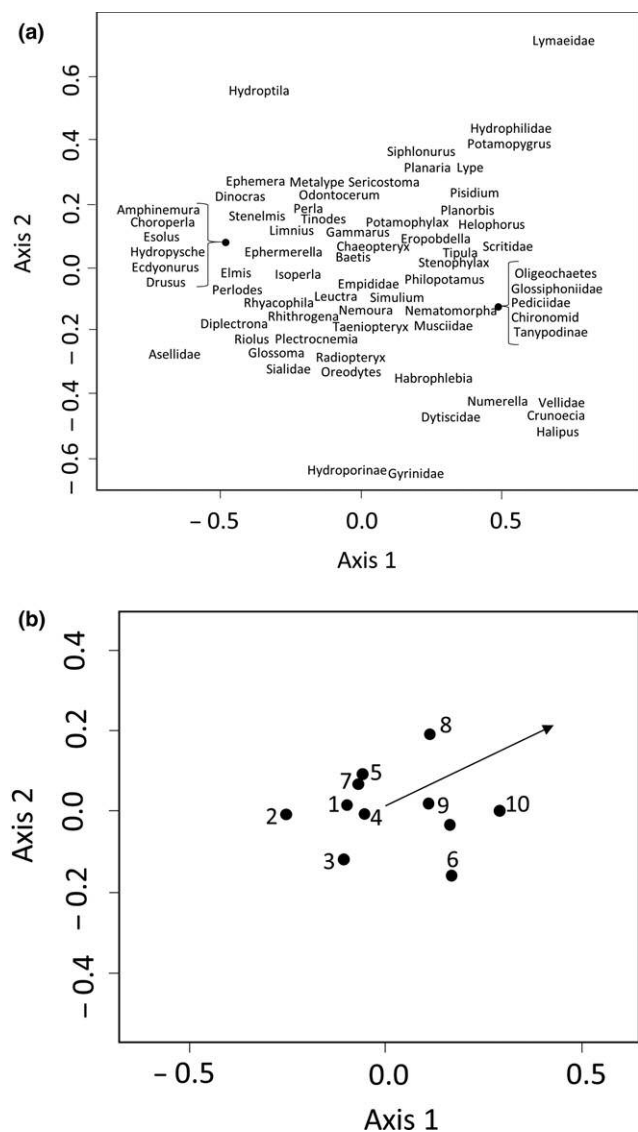 (a)
Lymaeidae
0.6
Hydroptila
0.4
Hydrophilidae
Potamopygrus
Siphlonurus
Planaria Lype
Ephemera Metalype Sericostoma
Dinocras Odontocerum Pisidium
0.2
Amphinemura Perla Planorbis
Choroperla Stenelmis Tinodes Potamophylax Helophorus
Esolus Limnius Gammarus Eropobdella
Hydropysche Ephermerella Chaeopteryx Tipula Scritidae
Ecdyonurus Baetis Stenophylax
0.0
Drusus Elmis Isoperla Philopotamus Oligeochaetes
Perlodes Empididae Glossiphoniidae
Rhyacophila Leuctra Simulium Pediciidae
Rhithrogena Nemoura Nematomorpha Chironomid
− 0.2
Diplectrona Taeniopteryx Musciidae Tanypodinae
Riolus Plectrocnemia
Asellidae Glossoma Radiopteryx
Sialidae Oreodytes
Habrophlebia
− 0.4
Numerella Vellidae
Dytiscidae Crunoecia
Halipus
− 0.6
Hydroporinae Gyrinidae
Axis 2
− 0.5 0.0 0.5
Axis 1
(b)
0.4
0.2
8
5
7
0.0
1 9 10
2 4
3 6
− 0.2
− 0.4
Axis 2
− 0.5 0.0 0.5
Axis 1